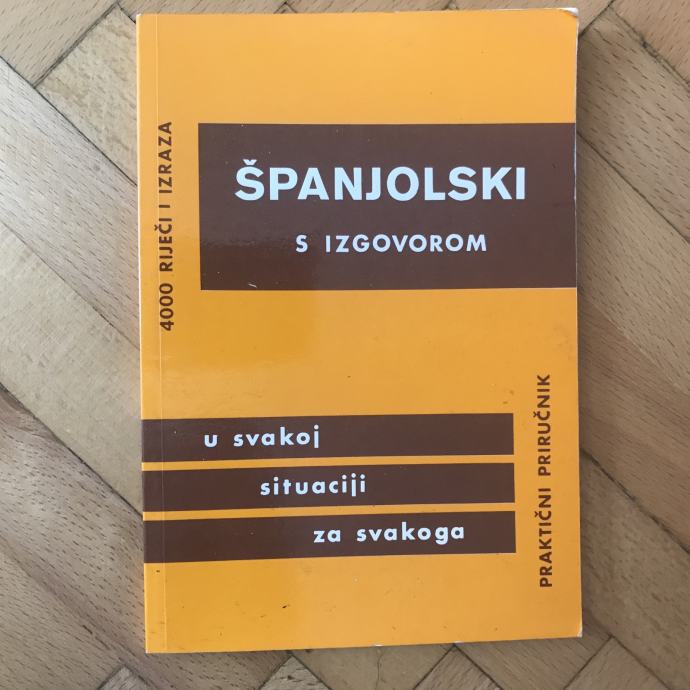 4000 RIJEČI I IZRAZA
ŠPANJOLSKI
S IZGOVOROM
u svakoj
situaciji
za svakoga
PRAKTIČNI PRIRUČNIK